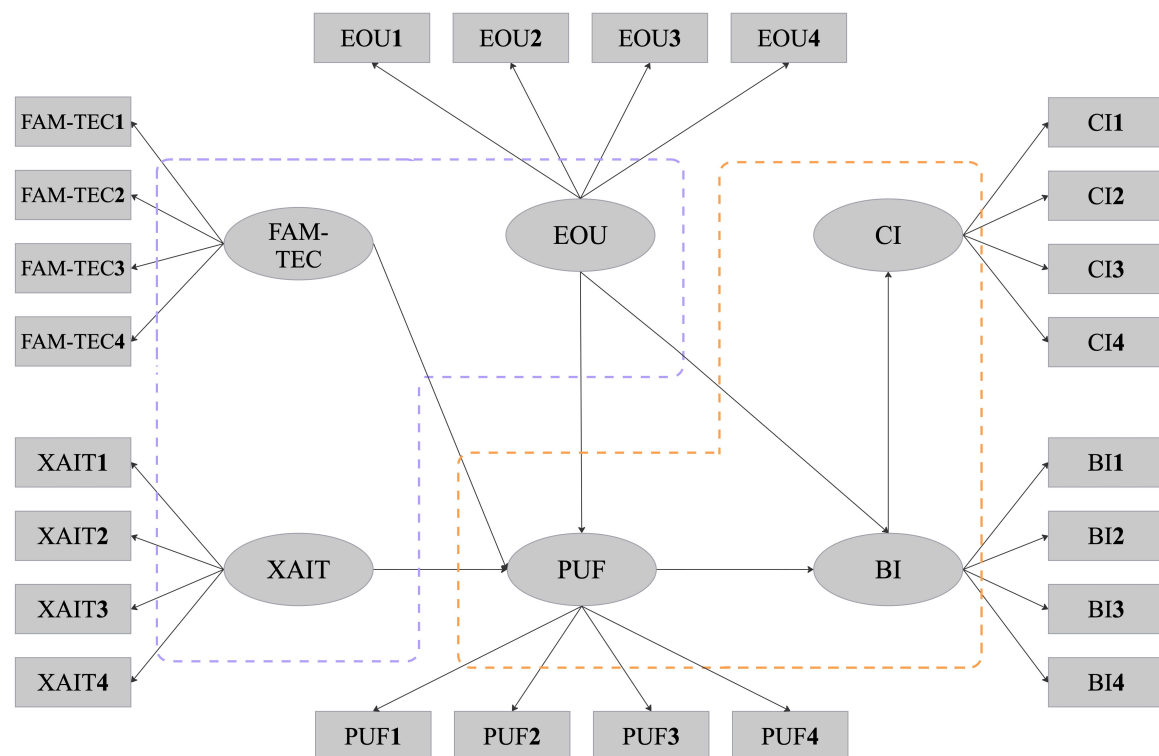 EOU1
EOU2
EOU3
EOU4
FAM-TEC1
FAM-TEC2
FAM-TEC3
FAM-TEC4
CI1
CI2
CI3
CI4
FAM-
TEC
EOU
CI
XAIT1
XAIT2
XAIT3
XAIT4
XAIT
PUF
BI
BI1
BI2
BI3
BI4
PUF1
PUF2
PUF3
PUF4